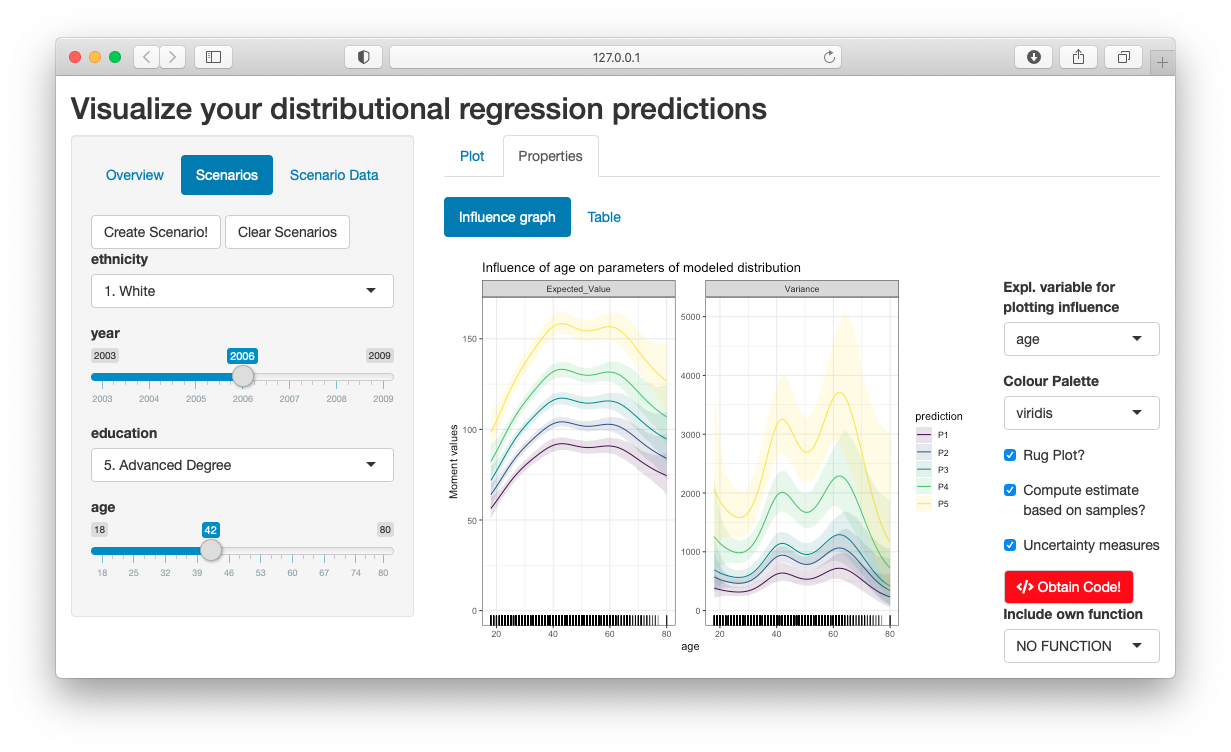 127.0.0.1
Visualize your distributional regression predictions
Overview
Scenarios
Scenario Data
Create Scenario!
Clear Scenarios
ethnicity
1. White
year
2003
2006
2009
2003 2004 2005 2006 2007 2008 2009
education
5. Advanced Degree
age
18
42
80
18 25 32 39 46 53 60 67 74 80
Plot
Properties
Influence graph
Table
Influence of age on parameters of modeled distribution
Expected_Value
Variance
Moment values
150
100
50
0
5000
4000
3000
2000
1000
0
20 40 60 80
20 40 60 80
age
prediction
P1
P2
P3
P4
P5
Expl. variable for
plotting influence
age
Colour Palette
viridis
Rug Plot?
Compute estimate
based on samples?
Uncertainty measures
</> Obtain Code!
Include own function
NO FUNCTION